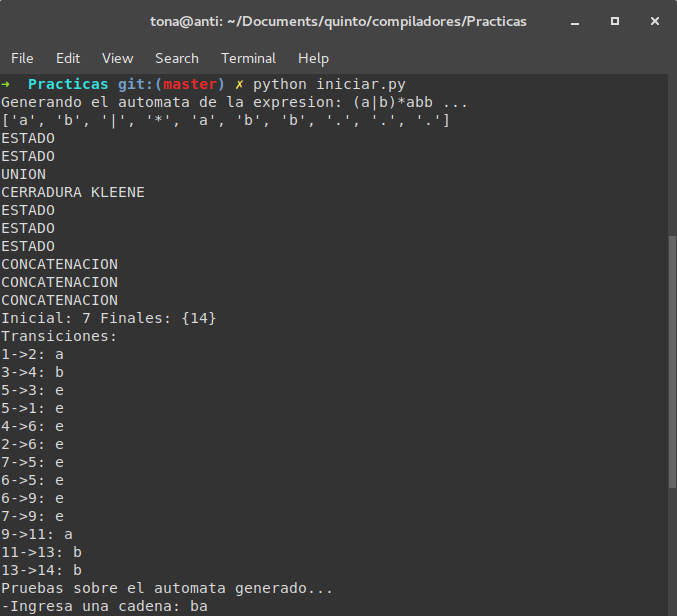 tona@anti: ~/Documents/quinto/compiladores/Practicas
File Edit View Search Terminal Help
➜ Practicas git:(master) ✗ python iniciar.py
Generando el automata de la expresion: (a|b)*abb ...
['a', 'b', '|', '*', 'a', 'b', 'b', '.', '.', '.']
ESTADO
ESTADO
UNION
CERRADURA KLEENE
ESTADO
ESTADO
ESTADO
CONCATENACION
CONCATENACION
CONCATENACION
Inicial: 7 Finales: {14}
Transiciones:
1->2: a
3->4: b
5->3: e
5->1: e
4->6: e
2->6: e
7->5: e
6->5: e
6->9: e
7->9: e
9->11: a
11->13: b
13->14: b
Pruebas sobre el automata generado...
-Ingresa una cadena: ba